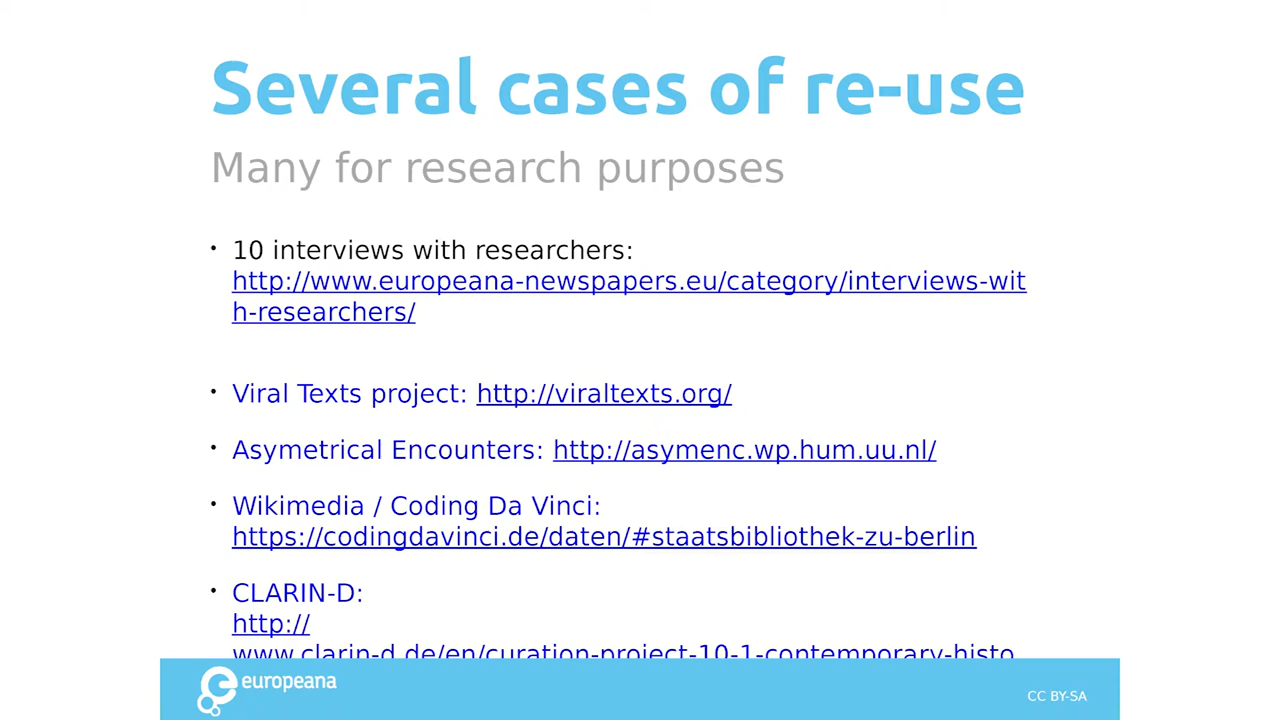 Several cases of re-use
Many for research purposes
• 10 interviews with researchers:
http://www.europeana-newspapers.eu/category/interviews-wit
h-researchers/
• Viral Texts project: http://viraltexts.org/
• Asymetrical Encounters: http://asymenc.wp.hum.uu.nl/
• Wikimedia / Coding Da Vinci:
https://codingdavinci.de/daten/#staatsbibliothek-zu-berlin
• CLARIN-D:
http://
www.clarin-d.de/en/curation-project-10-1-contemporary-histo
europeana
CC BY-SA